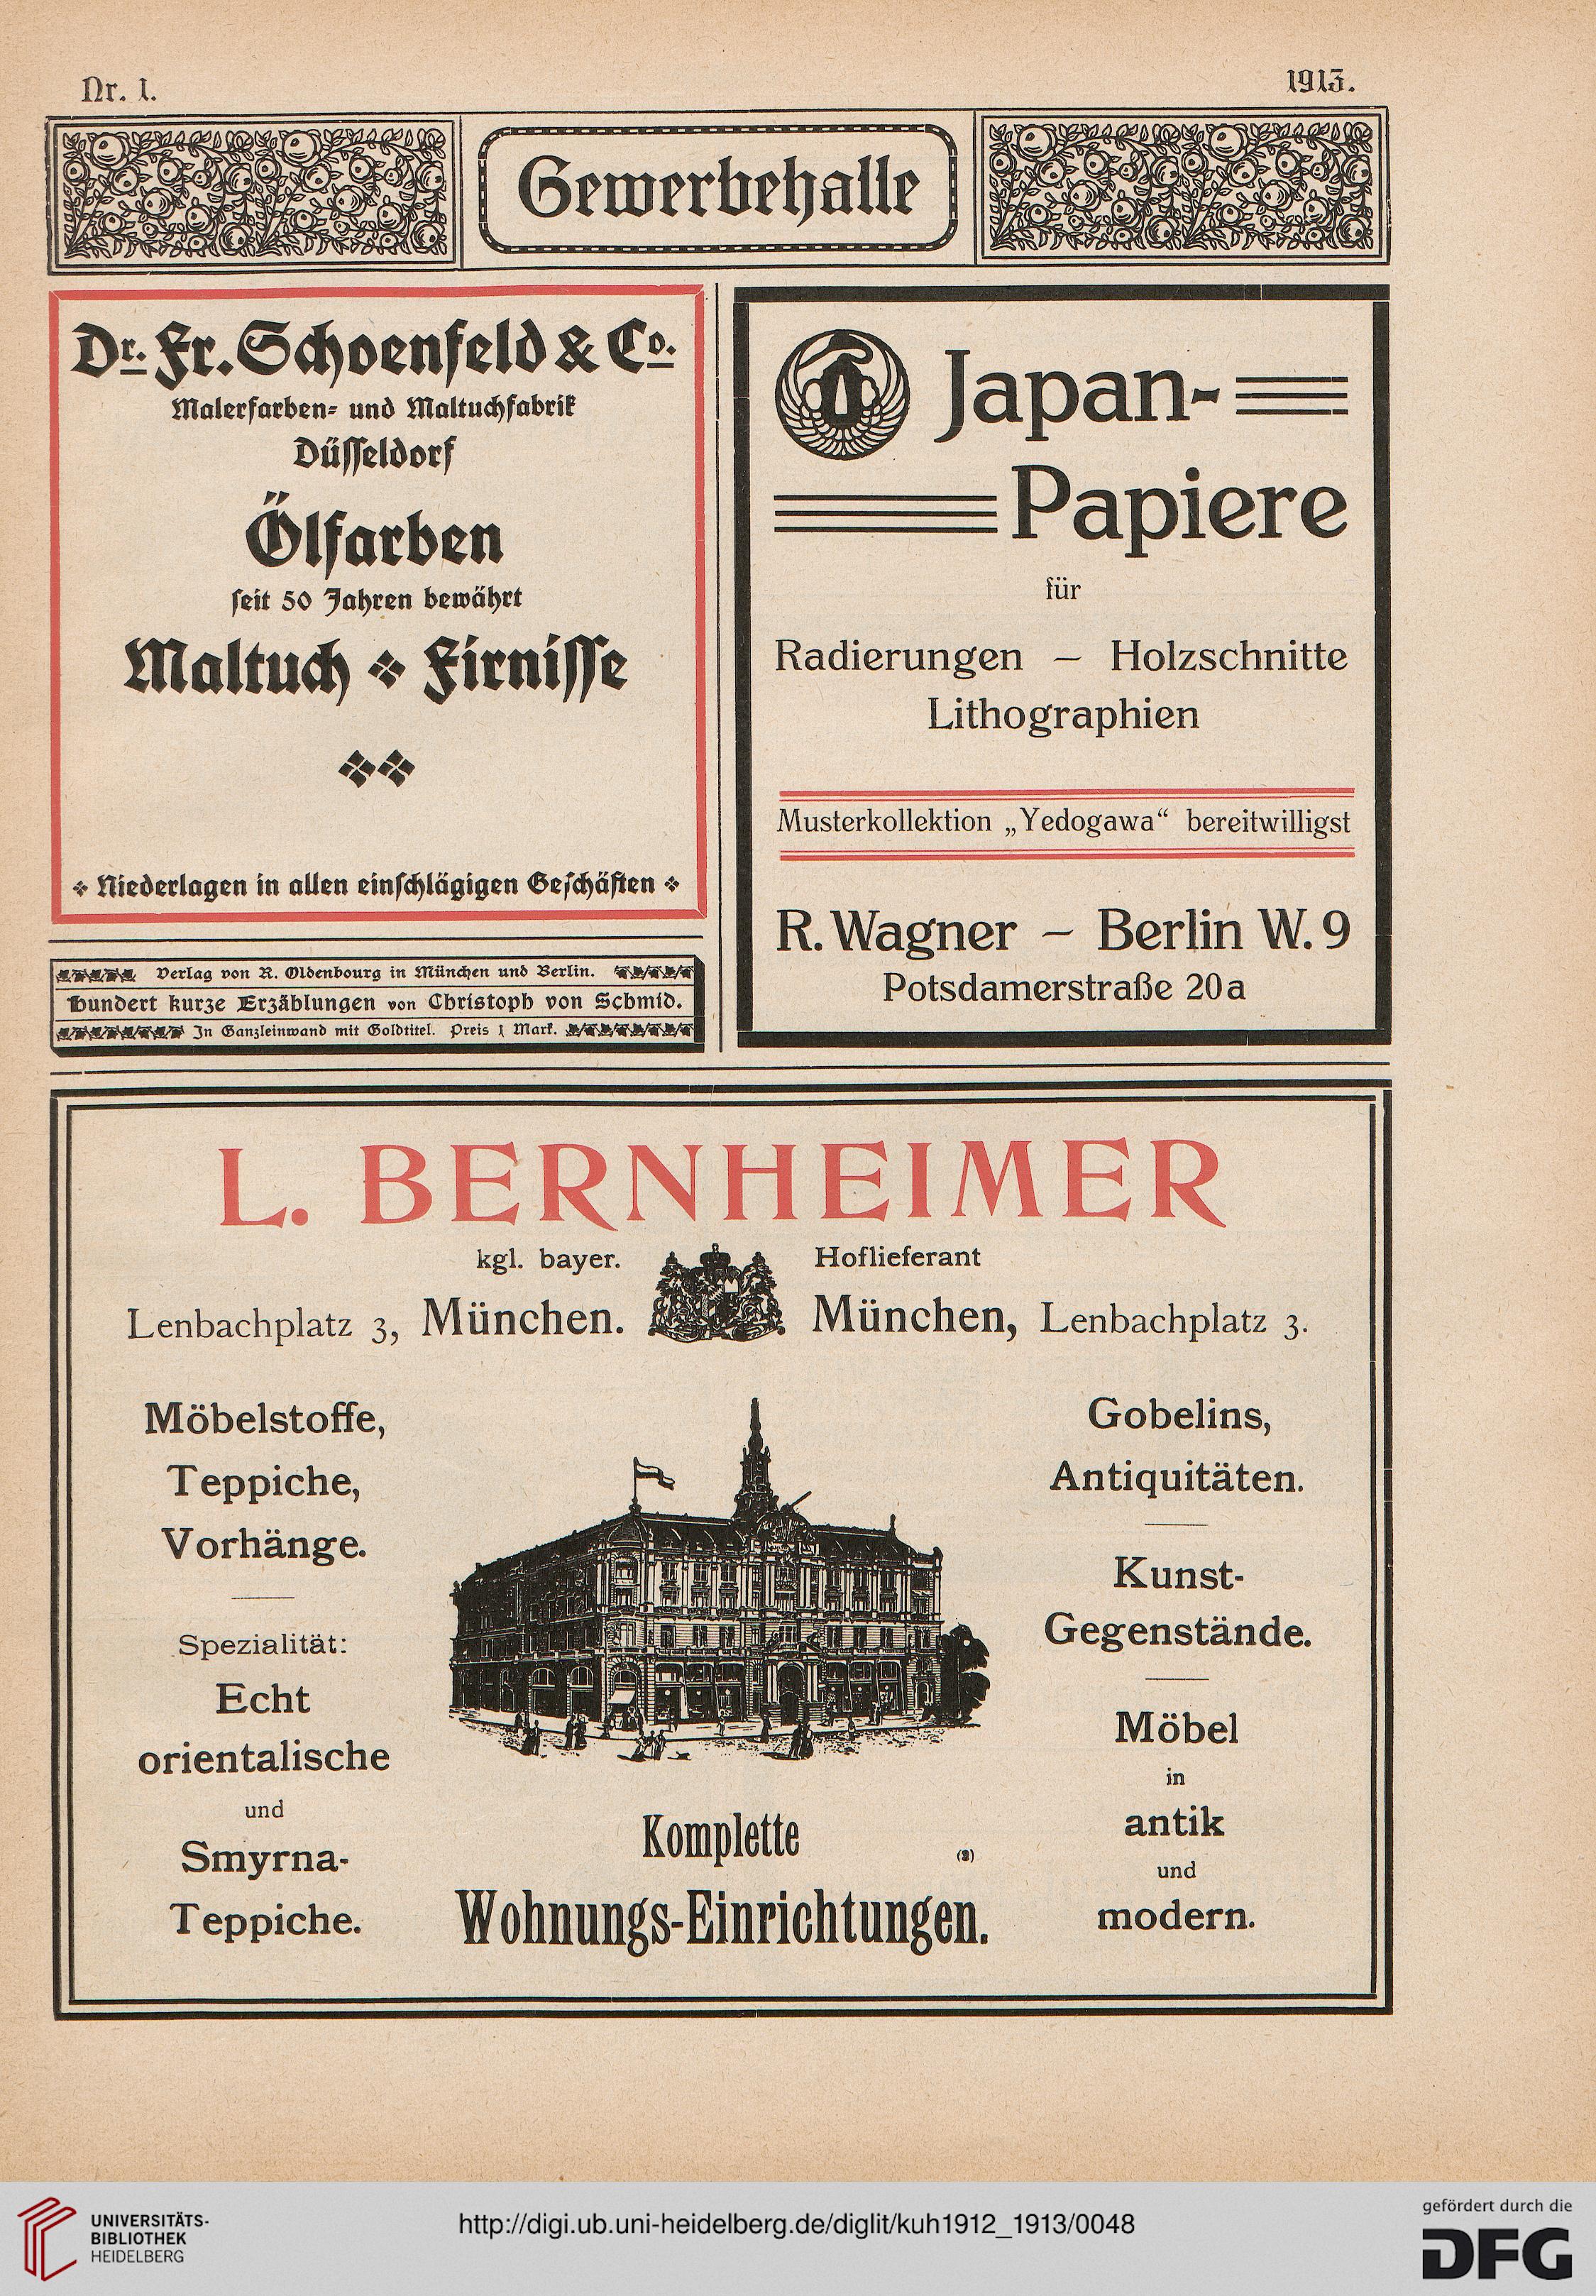 Nr. 1.
1913.
Gewerbehalle
Dr. Fr. Schoenfeld & Co.
Malerfarben- und Maltuchfabrik
Düsseldorf
Ölfarben
seit 50 Jahren bewährt
Maltuch Firnisse
Niederlagen in allen einschlägigen Geschäften
Verlag von R. Oldenbourg in München und Berlin.
Hundert kurze Erzählungen von Christoph von Schmid.
In Ganzleinwand mit Goldtitel. Preis 1 Mark.
Japan-
Papiere
für
Radierungen – Holzschnitte
Lithographien
Musterkollektion „Yedogawa“ bereitwilligst
R. Wagner – Berlin W. 9
Potsdamerstraße 20a
L. BERNHEIMER
kgl. bayer. Hoflieferant
Lenbachplatz 3, München. München, Lenbachplatz 3.
Möbelstoffe,
Teppiche,
Vorhänge.
Spezialität:
Echt
orientalische
und
Smyrna-
Teppiche.
Komplette
(8)
Wohnungs-Einrichtungen.
Gobelins,
Antiquitäten.
Kunst-
Gegenstände.
Möbel
in
antik
und
modern.
UNIVERSITÄTS-
BIBLIOTHEK
HEIDELBERG
http://digi.ub.uni-heidelberg.de/diglit/kuh1912_1913/0048
gefördert durch die
DFG